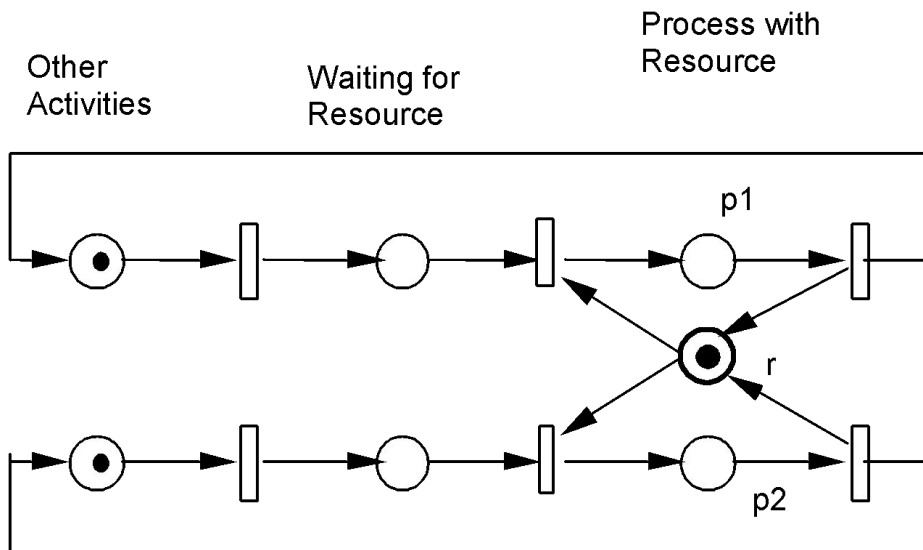 Other
Activities
Waiting for
Resource
Process with
Resource
p1
r
p2